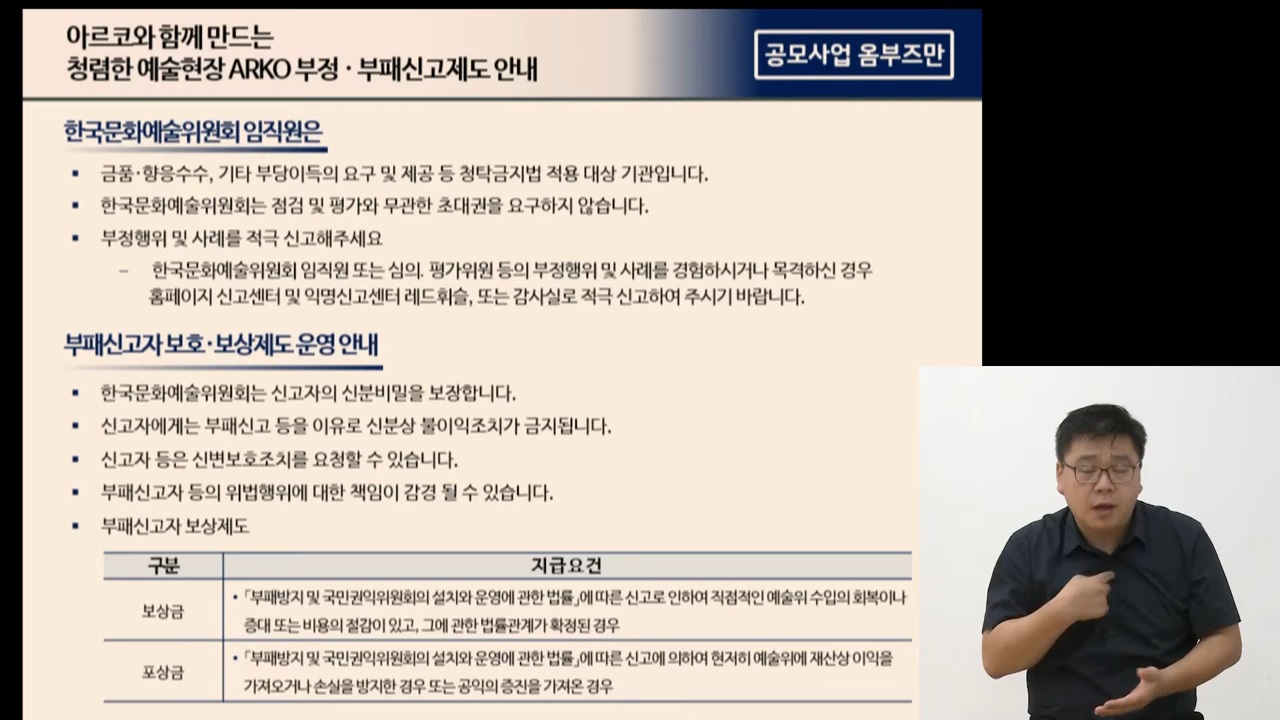 아르코와 함께 만드는
청렴한 예술현장 ARKO 부정·부패신고제도 안내
공모사업 옴부즈만
한국문화예술위원회 임직원은
▪ 금품·향응수수, 기타 부당이득의 요구 및 제공 등 청탁금지법 적용 대상 기관입니다.
▪ 한국문화예술위원회는 점검 및 평가와 무관한 초대권을 요구하지 않습니다.
▪ 부정행위 및 사례를 적극 신고해주세요
– 한국문화예술위원회 임직원 또는 심의. 평가위원 등의 부정행위 및 사례를 경험하시거나 목격하신 경우
홈페이지 신고센터 및 익명신고센터 레드휘슬, 또는 감사실로 적극 신고하여 주시기 바랍니다.
부패신고자 보호·보상제도 운영 안내
▪ 한국문화예술위원회는 신고자의 신분비밀을 보장합니다.
▪ 신고자에게는 부패신고 등을 이유로 신분상 불이익조치가 금지됩니다.
▪ 신고자 등은 신변보호조치를 요청할 수 있습니다.
▪ 부패신고자 등의 위법행위에 대한 책임이 감경 될 수 있습니다.
▪ 부패신고자 보상제도
구분 지급요건
보상금
• 「부패방지 및 국민권익위원회의 설치와 운영에 관한 법률」에 따른 신고로 인하여 직접적인 예술위 수입의 회복이나
증대 또는 비용의 절감이 있고, 그에 관한 법률관계가 확정된 경우
포상금
• 「부패방지 및 국민권익위원회의 설치와 운영에 관한 법률」에 따른 신고에 의하여 현저히 예술위에 재산상 이익을
가져오거나 손실을 방지한 경우 또는 공익의 증진을 가져온 경우